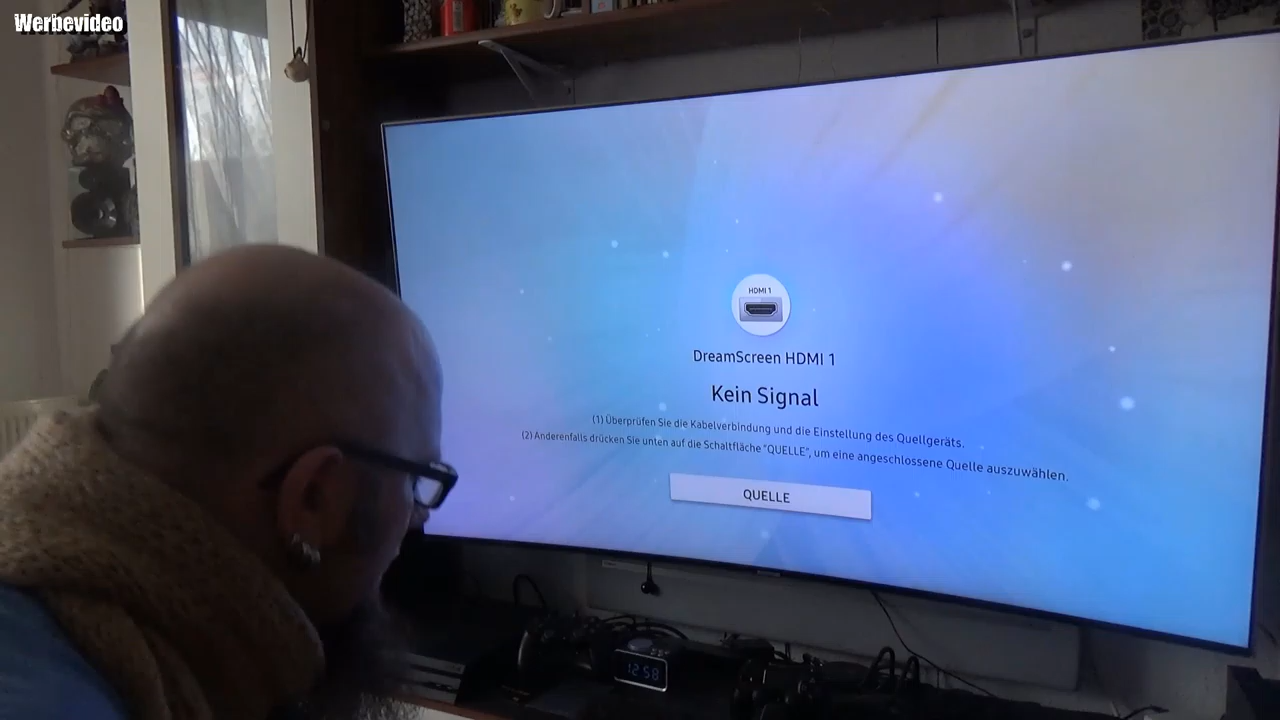 Werbevideo
HDMI 1
DreamScreen HDMI 1
Kein Signal
(1) Überprüfen Sie die Kabelverbindung und die Einstellung des Quellgeräts.
(2) Anderenfalls drücken Sie unten auf die Schaltfläche "QUELLE", um eine angeschlossene Quelle auszuwählen.
QUELLE
12:58